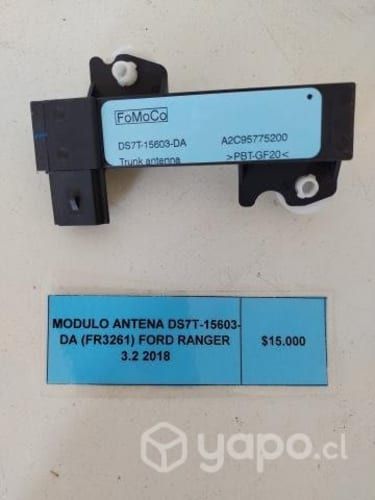 FoMoCo
DS7T-15603-DA A2C95775200
Trunk antenna >PBT-GF20<
MODULO ANTENA DS7T-15603-
DA (FR3261) FORD RANGER
3.2 2018
$15.000
yapo.cl